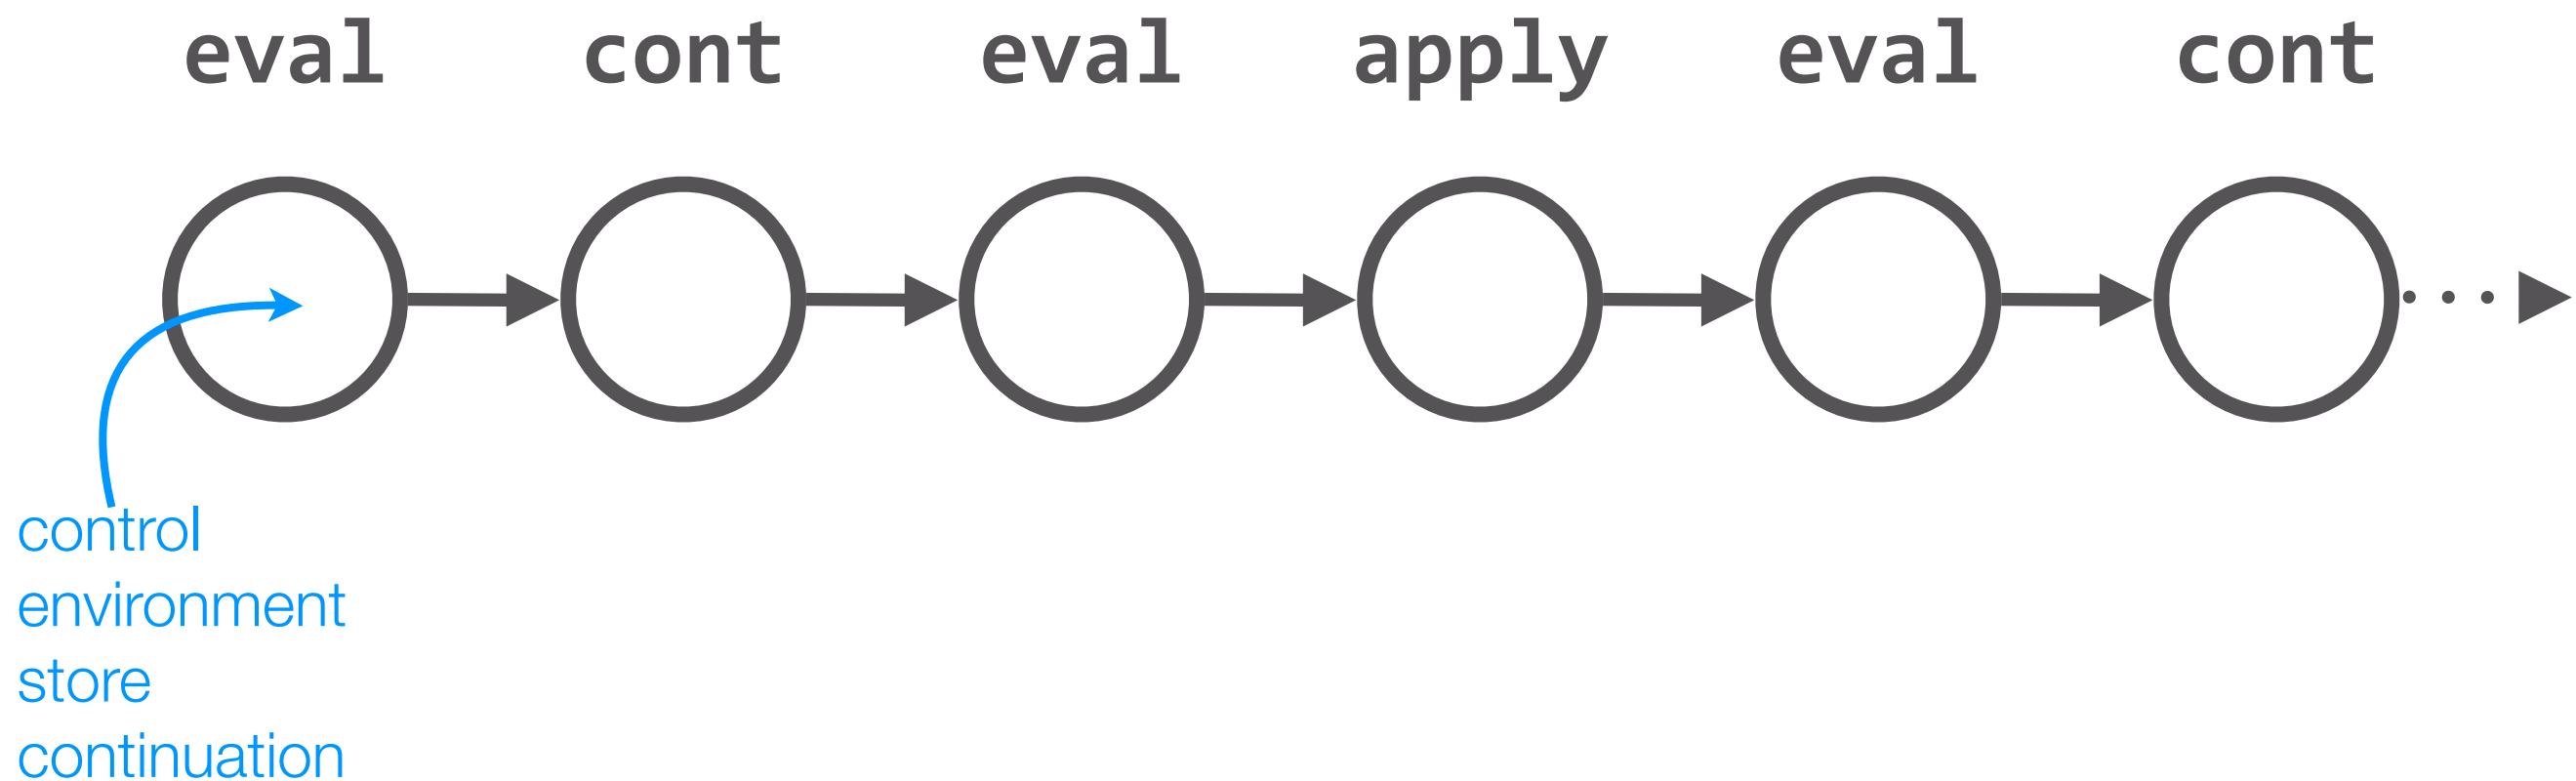 eval cont eval apply eval cont
control
environment
store
continuation